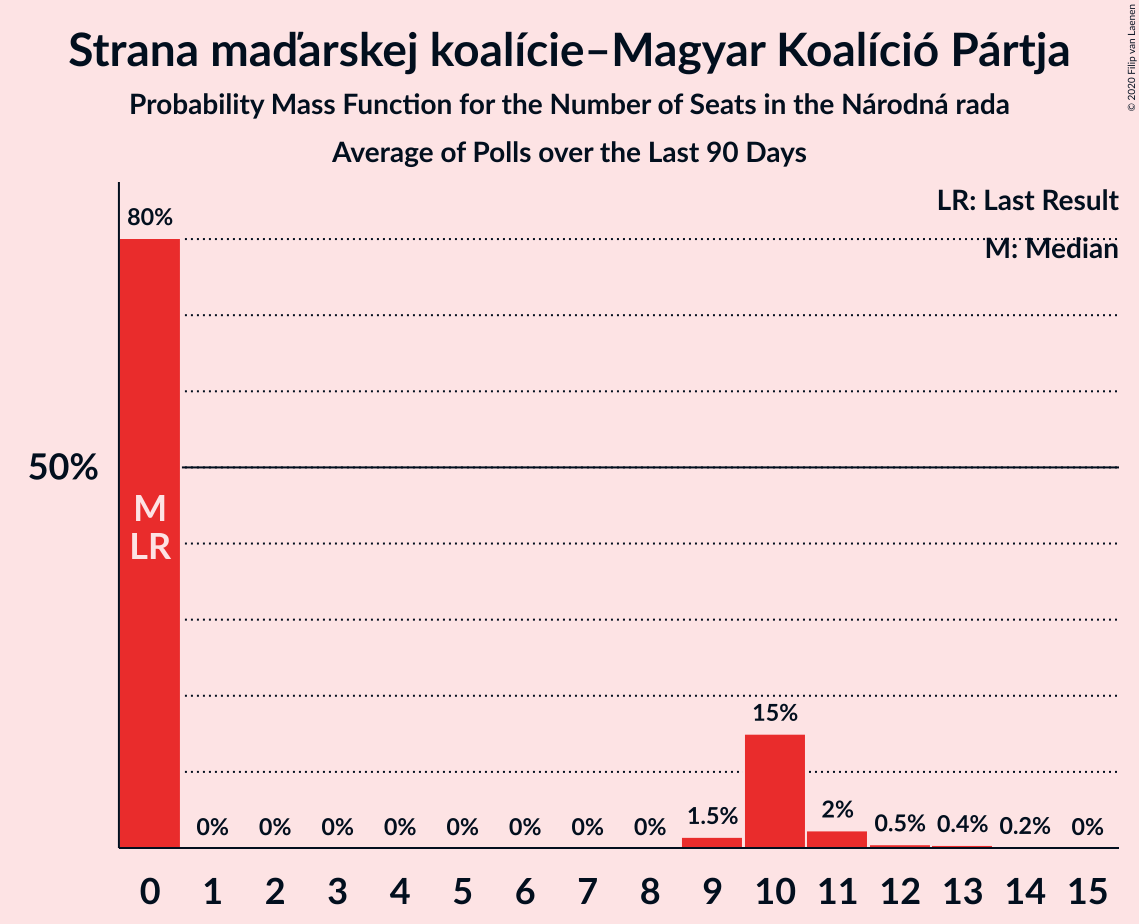 Strana maďarskej koalície–Magyar Koalíció Pártja
Probability Mass Function for the Number of Seats in the Národná rada
Average of Polls over the Last 90 Days
© 2020 Filip van Laenen
LR: Last Result
M: Median
80%
50%
M
LR
0% 0% 0% 0% 0% 0% 0% 0% 1.5% 15% 2% 0.5% 0.4% 0.2% 0%
0 1 2 3 4 5 6 7 8 9 10 11 12 13 14 15